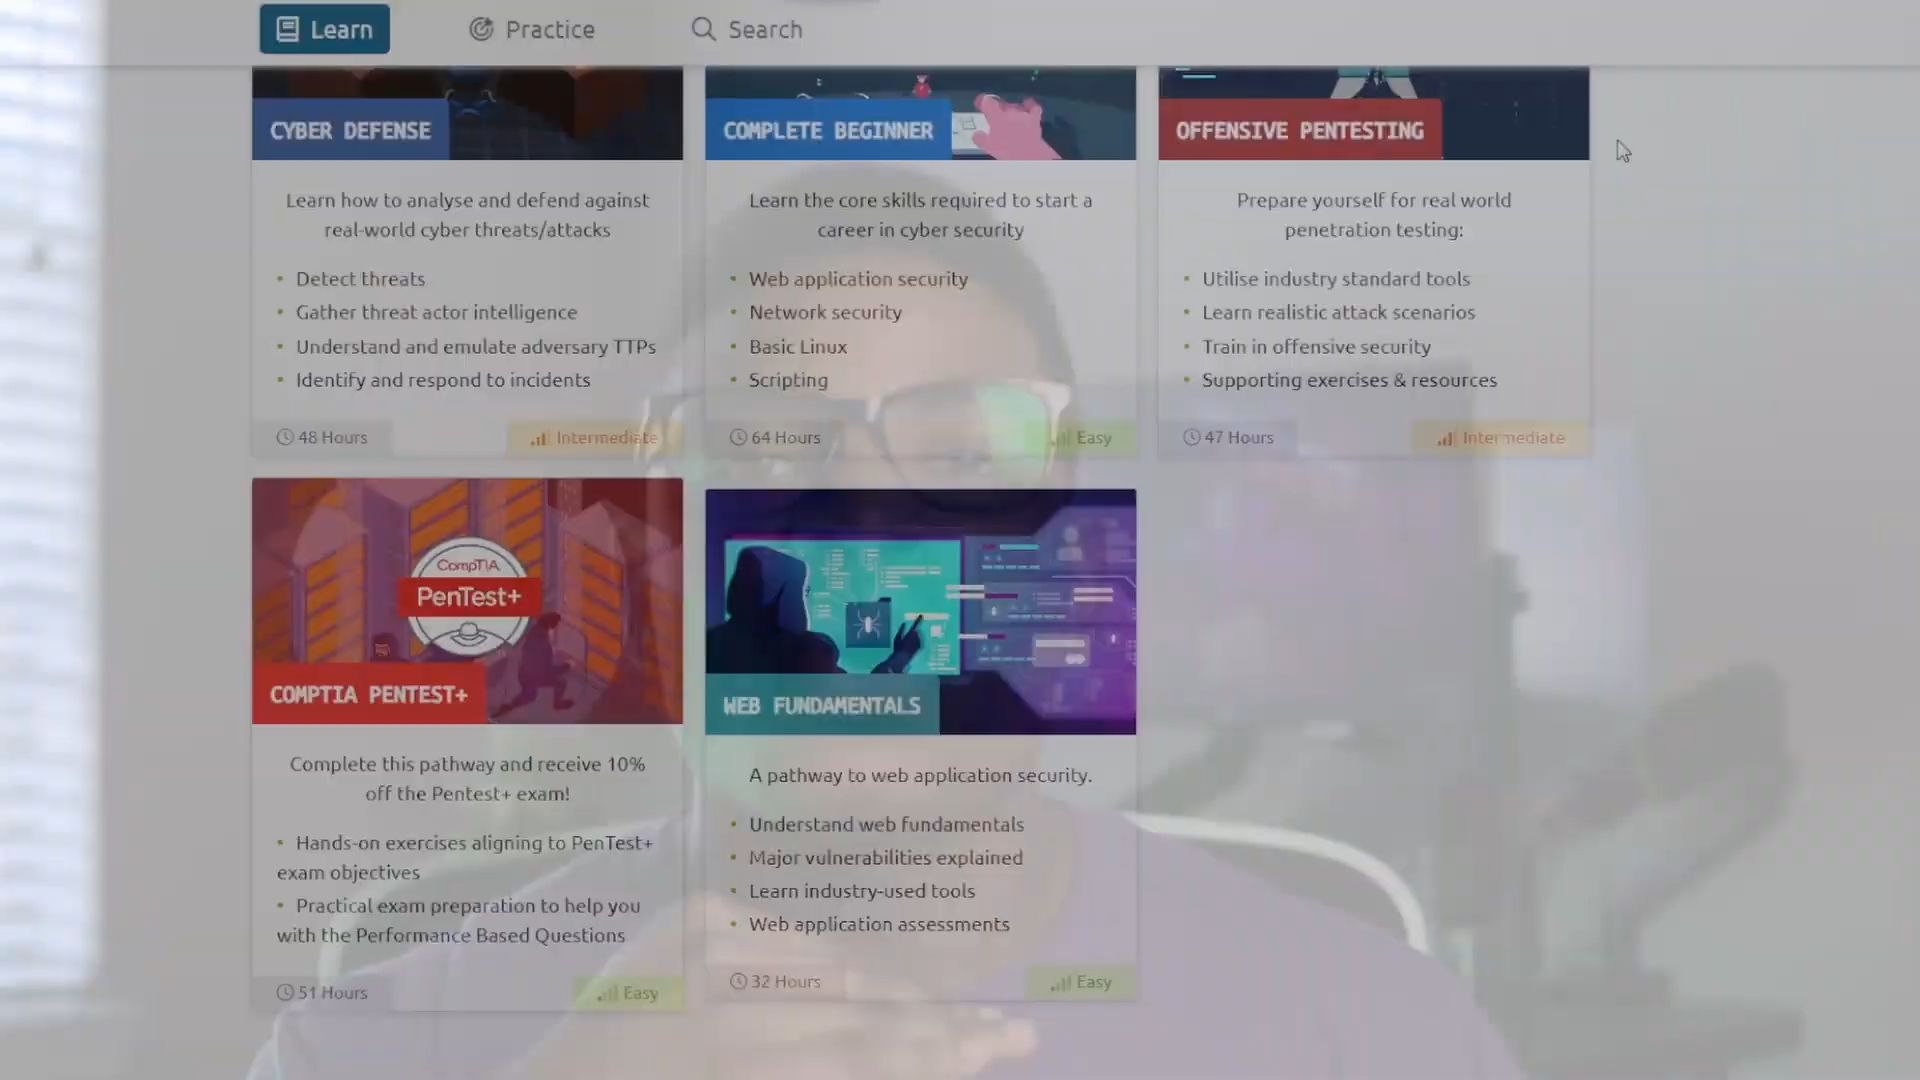 Learn
Practice
Search
CYBER DEFENSE
Learn how to analyse and defend against
real-world cyber threats/attacks
• Detect threats
• Gather threat actor intelligence
• Understand and emulate adversary TTPs
• Identify and respond to incidents
48 Hours
Intermediate
COMPLETE BEGINNER
Learn the core skills required to start a
career in cyber security
• Web application security
• Network security
• Basic Linux
• Scripting
64 Hours
Easy
OFFENSIVE PENTESTING
Prepare yourself for real world
penetration testing:
• Utilise industry standard tools
• Learn realistic attack scenarios
• Train in offensive security
• Supporting exercises & resources
47 Hours
Intermediate
CompTIA
PenTest+
COMPTIA PENTEST+
Complete this pathway and receive 10%
off the Pentest+ exam!
• Hands-on exercises aligning to PenTest+
exam objectives
• Practical exam preparation to help you
with the Performance Based Questions
51 Hours
Easy
WEB FUNDAMENTALS
A pathway to web application security.
• Understand web fundamentals
• Major vulnerabilities explained
• Learn industry-used tools
• Web application assessments
32 Hours
Easy